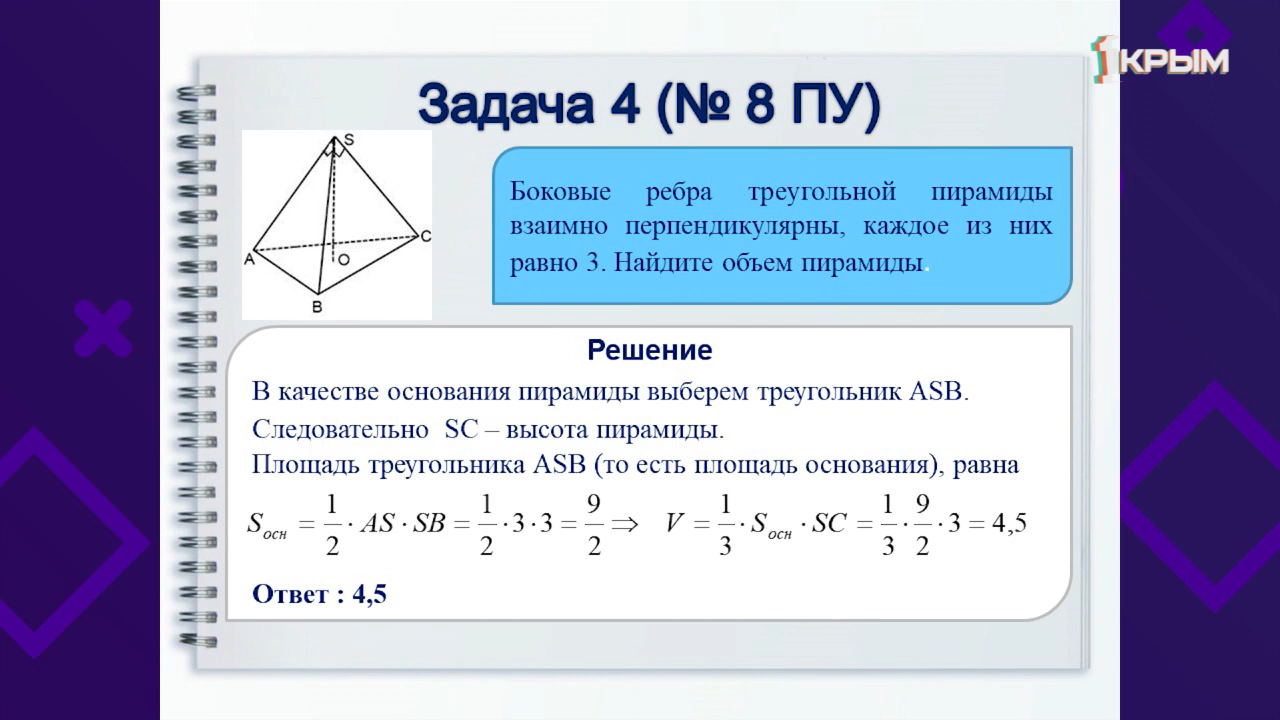 КРЫМ
Задача 4 (№ 8 ПУ)
S
A
O
C
B
Боковые ребра треугольной пирамиды
взаимно перпендикулярны, каждое из них
равно 3. Найдите объем пирамиды.
Решение
В качестве основания пирамиды выберем треугольник ASB.
Следовательно SC – высота пирамиды.
Площадь треугольника ASB (то есть площадь основания), равна
S_осн = 1/2 · AS · SB = 1/2 · 3 · 3 = 9/2 ⇒ V = 1/3 · S_осн · SC = 1/3 · 9/2 · 3 = 4,5
Ответ : 4,5